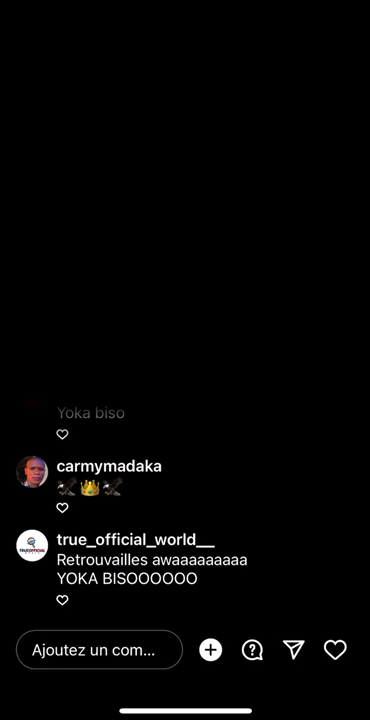 Yoka biso
carmymadaka
true_official_world__
Retrouvailles awaaaaaaaaa
YOKA BISOOOOOO
Ajoutez un com...